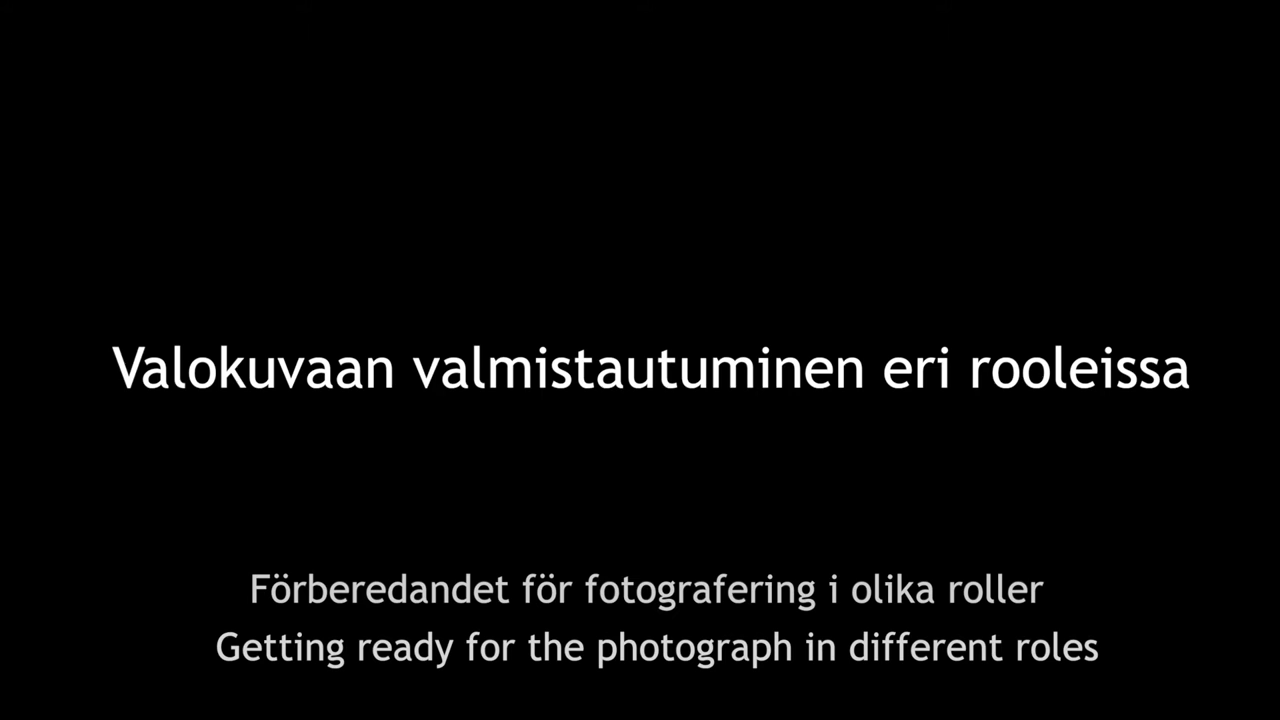 Valokuvaan valmistautuminen eri rooleissa
Förberedandet för fotografering i olika roller
Getting ready for the photograph in different roles